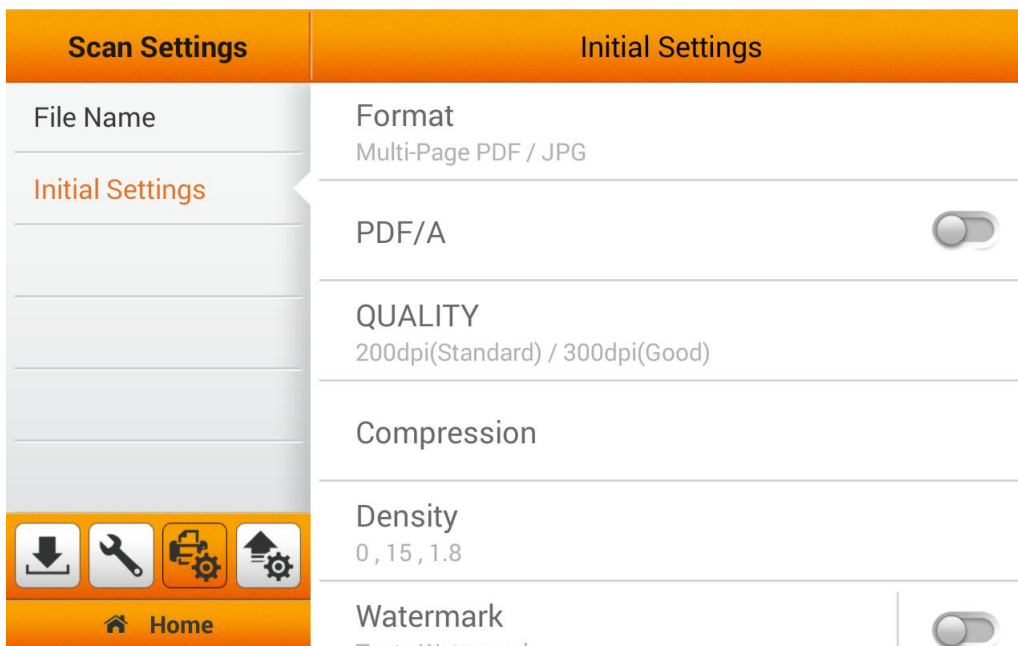 Scan Settings
Initial Settings
File Name
Initial Settings
Format
Multi-Page PDF / JPG
PDF/A
QUALITY
200dpi(Standard) / 300dpi(Good)
Compression
Density
0 , 15 , 1.8
Watermark
Home